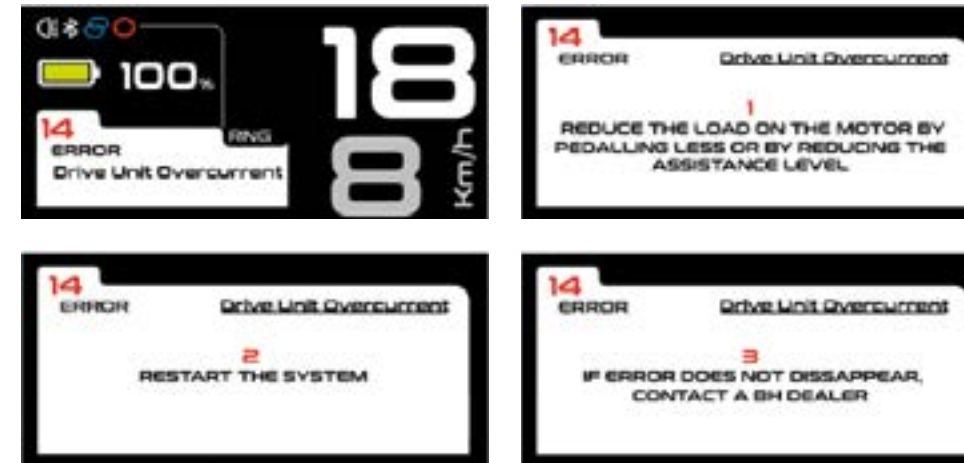 100%
14
ERROR
Drive Unit Overcurrent
RING
18
8
Km/h
14
ERROR
Drive Unit Overcurrent
1
REDUCE THE LOAD ON THE MOTOR BY
PEDALLING LESS OR BY REDUCING THE
ASSISTANCE LEVEL
14
ERROR
Drive Unit Overcurrent
2
RESTART THE SYSTEM
14
ERROR
Drive Unit Overcurrent
3
IF ERROR DOES NOT DISSAPPEAR,
CONTACT A BH DEALER